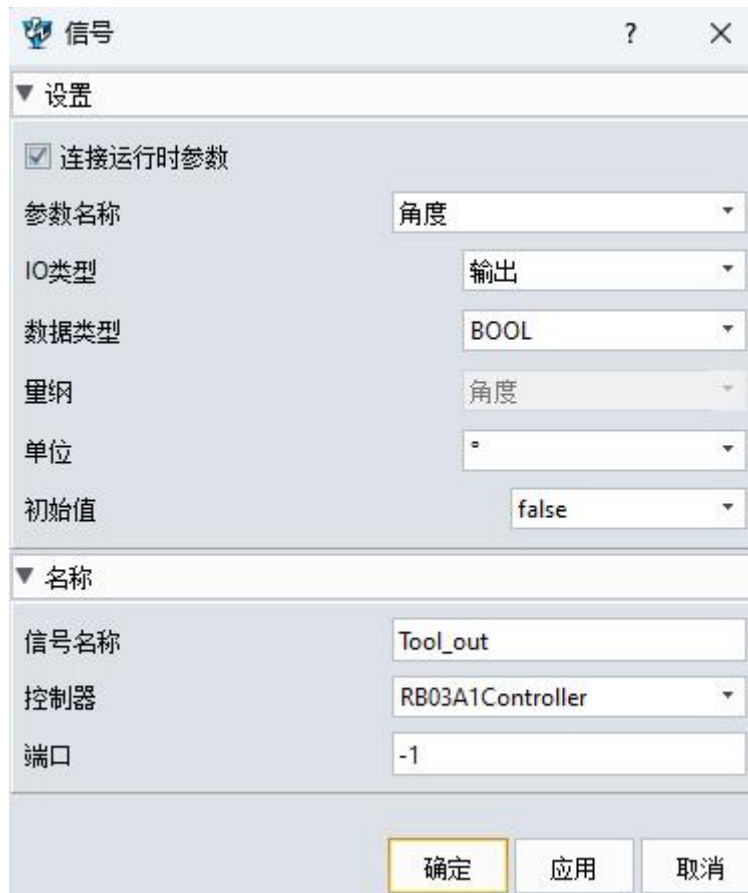 信号 ?
设置
连接运行时参数
参数名称 角度
IO类型 输出
数据类型 BOOL
量纲 角度
单位 °
初始值 false
名称
信号名称 Tool_out
控制器 RB03A1Controller
端口 -1
确定 应用 取消